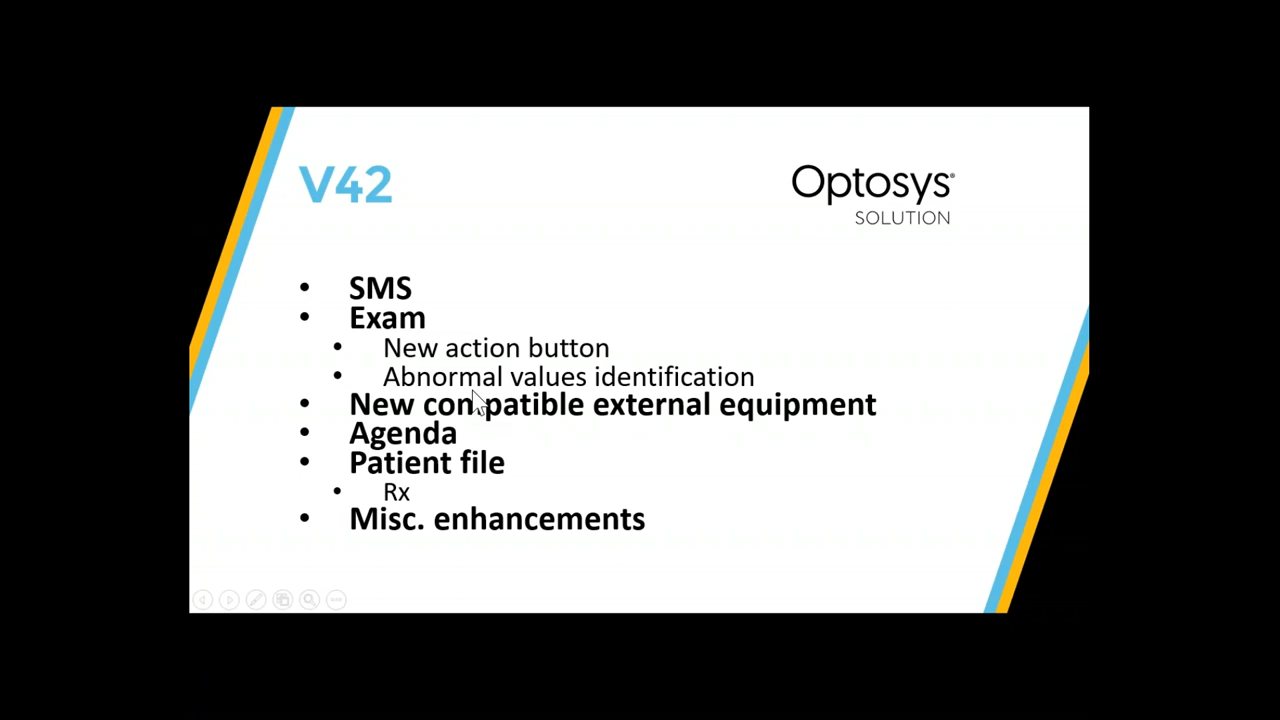 V42
Optosys®
SOLUTION
• SMS
• Exam
• New action button
• Abnormal values identification
• New compatible external equipment
• Agenda
• Patient file
• Rx
• Misc. enhancements